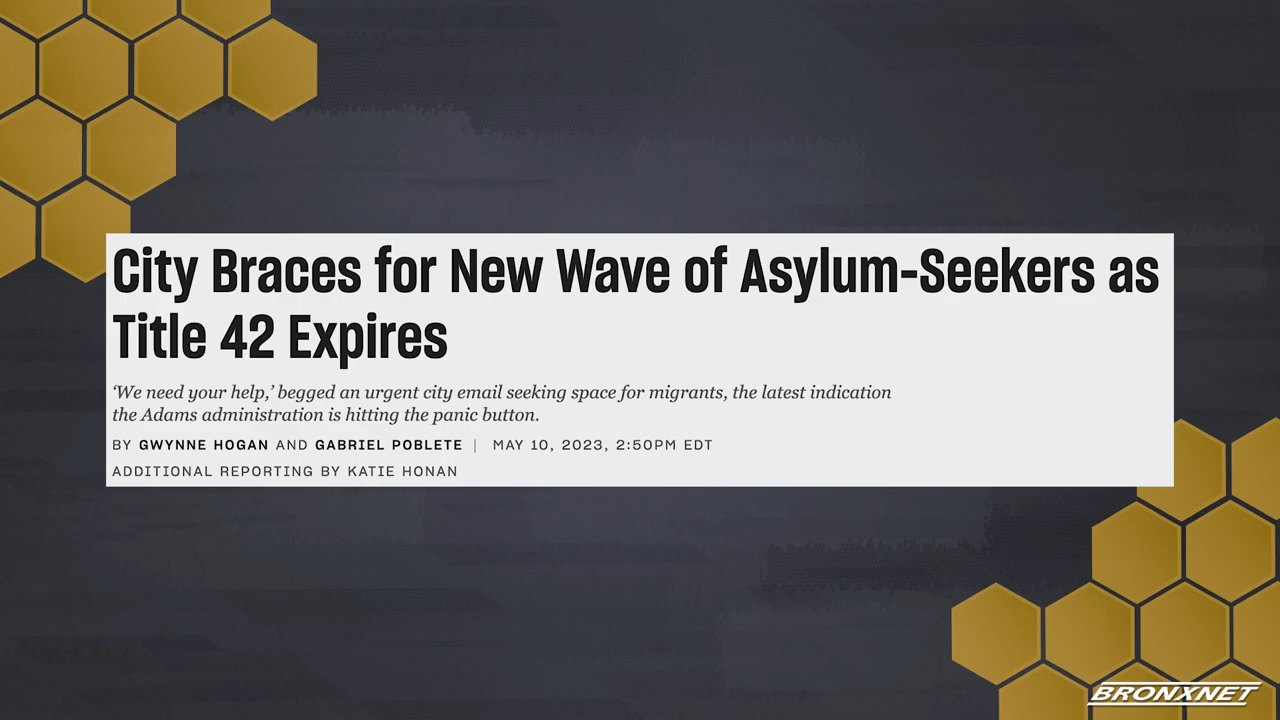 City Braces for New Wave of Asylum-Seekers as
Title 42 Expires
‘We need your help,’ begged an urgent city email seeking space for migrants, the latest indication
the Adams administration is hitting the panic button.
BY GWYNNE HOGAN AND GABRIEL POBLETE | MAY 10, 2023, 2:50PM EDT
ADDITIONAL REPORTING BY KATIE HONAN
BRONXNET